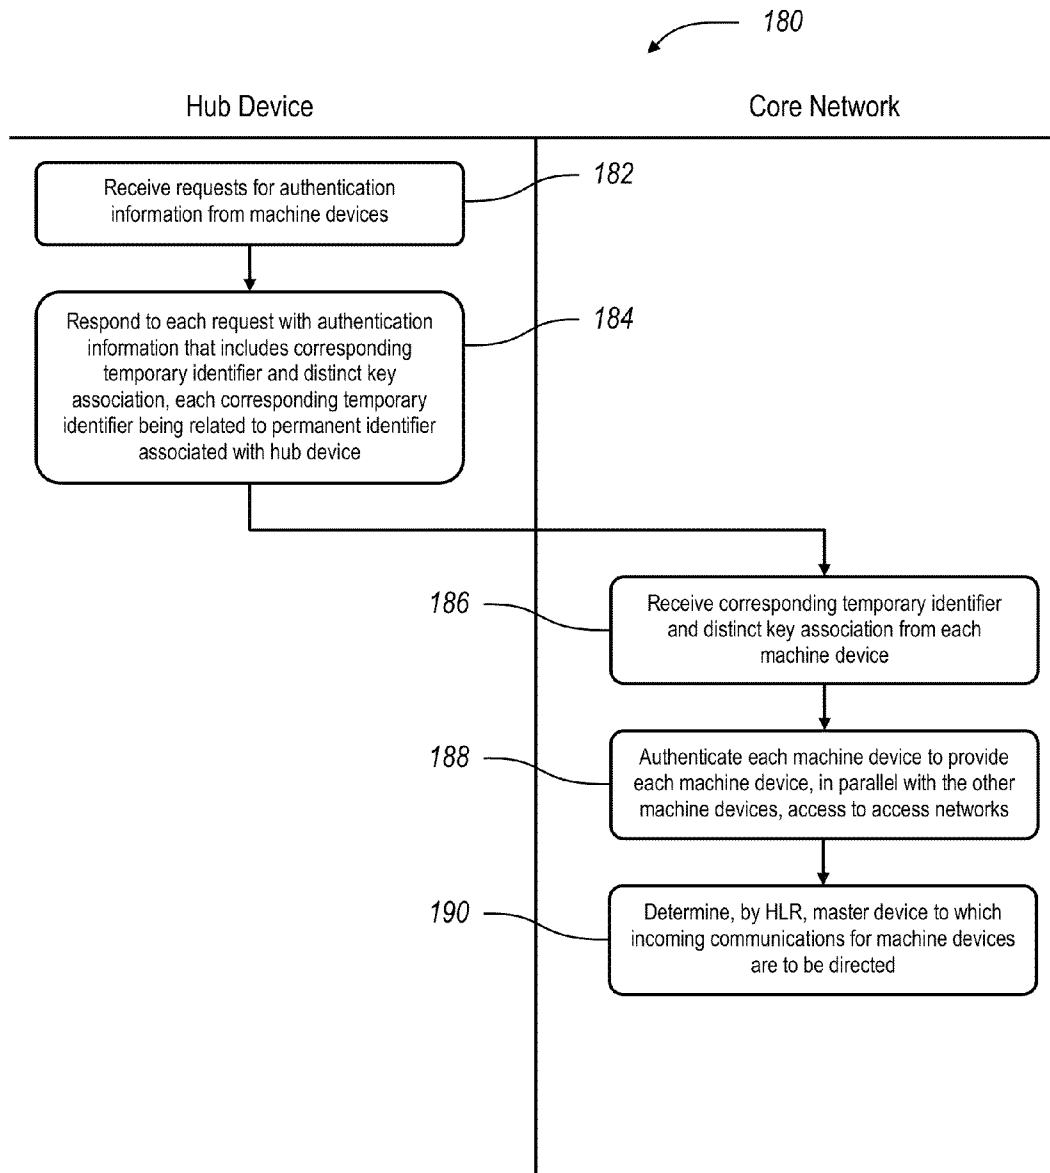 180
Hub Device
Core Network
Receive requests for authentication
information from machine devices
182
Respond to each request with authentication
information that includes corresponding
temporary identifier and distinct key
association, each corresponding temporary
identifier being related to permanent identifier
associated with hub device
184
186
Receive corresponding temporary identifier
and distinct key association from each
machine device
188
Authenticate each machine device to provide
each machine device, in parallel with the other
machine devices, access to access networks
190
Determine, by HLR, master device to which
incoming communications for machine devices
are to be directed